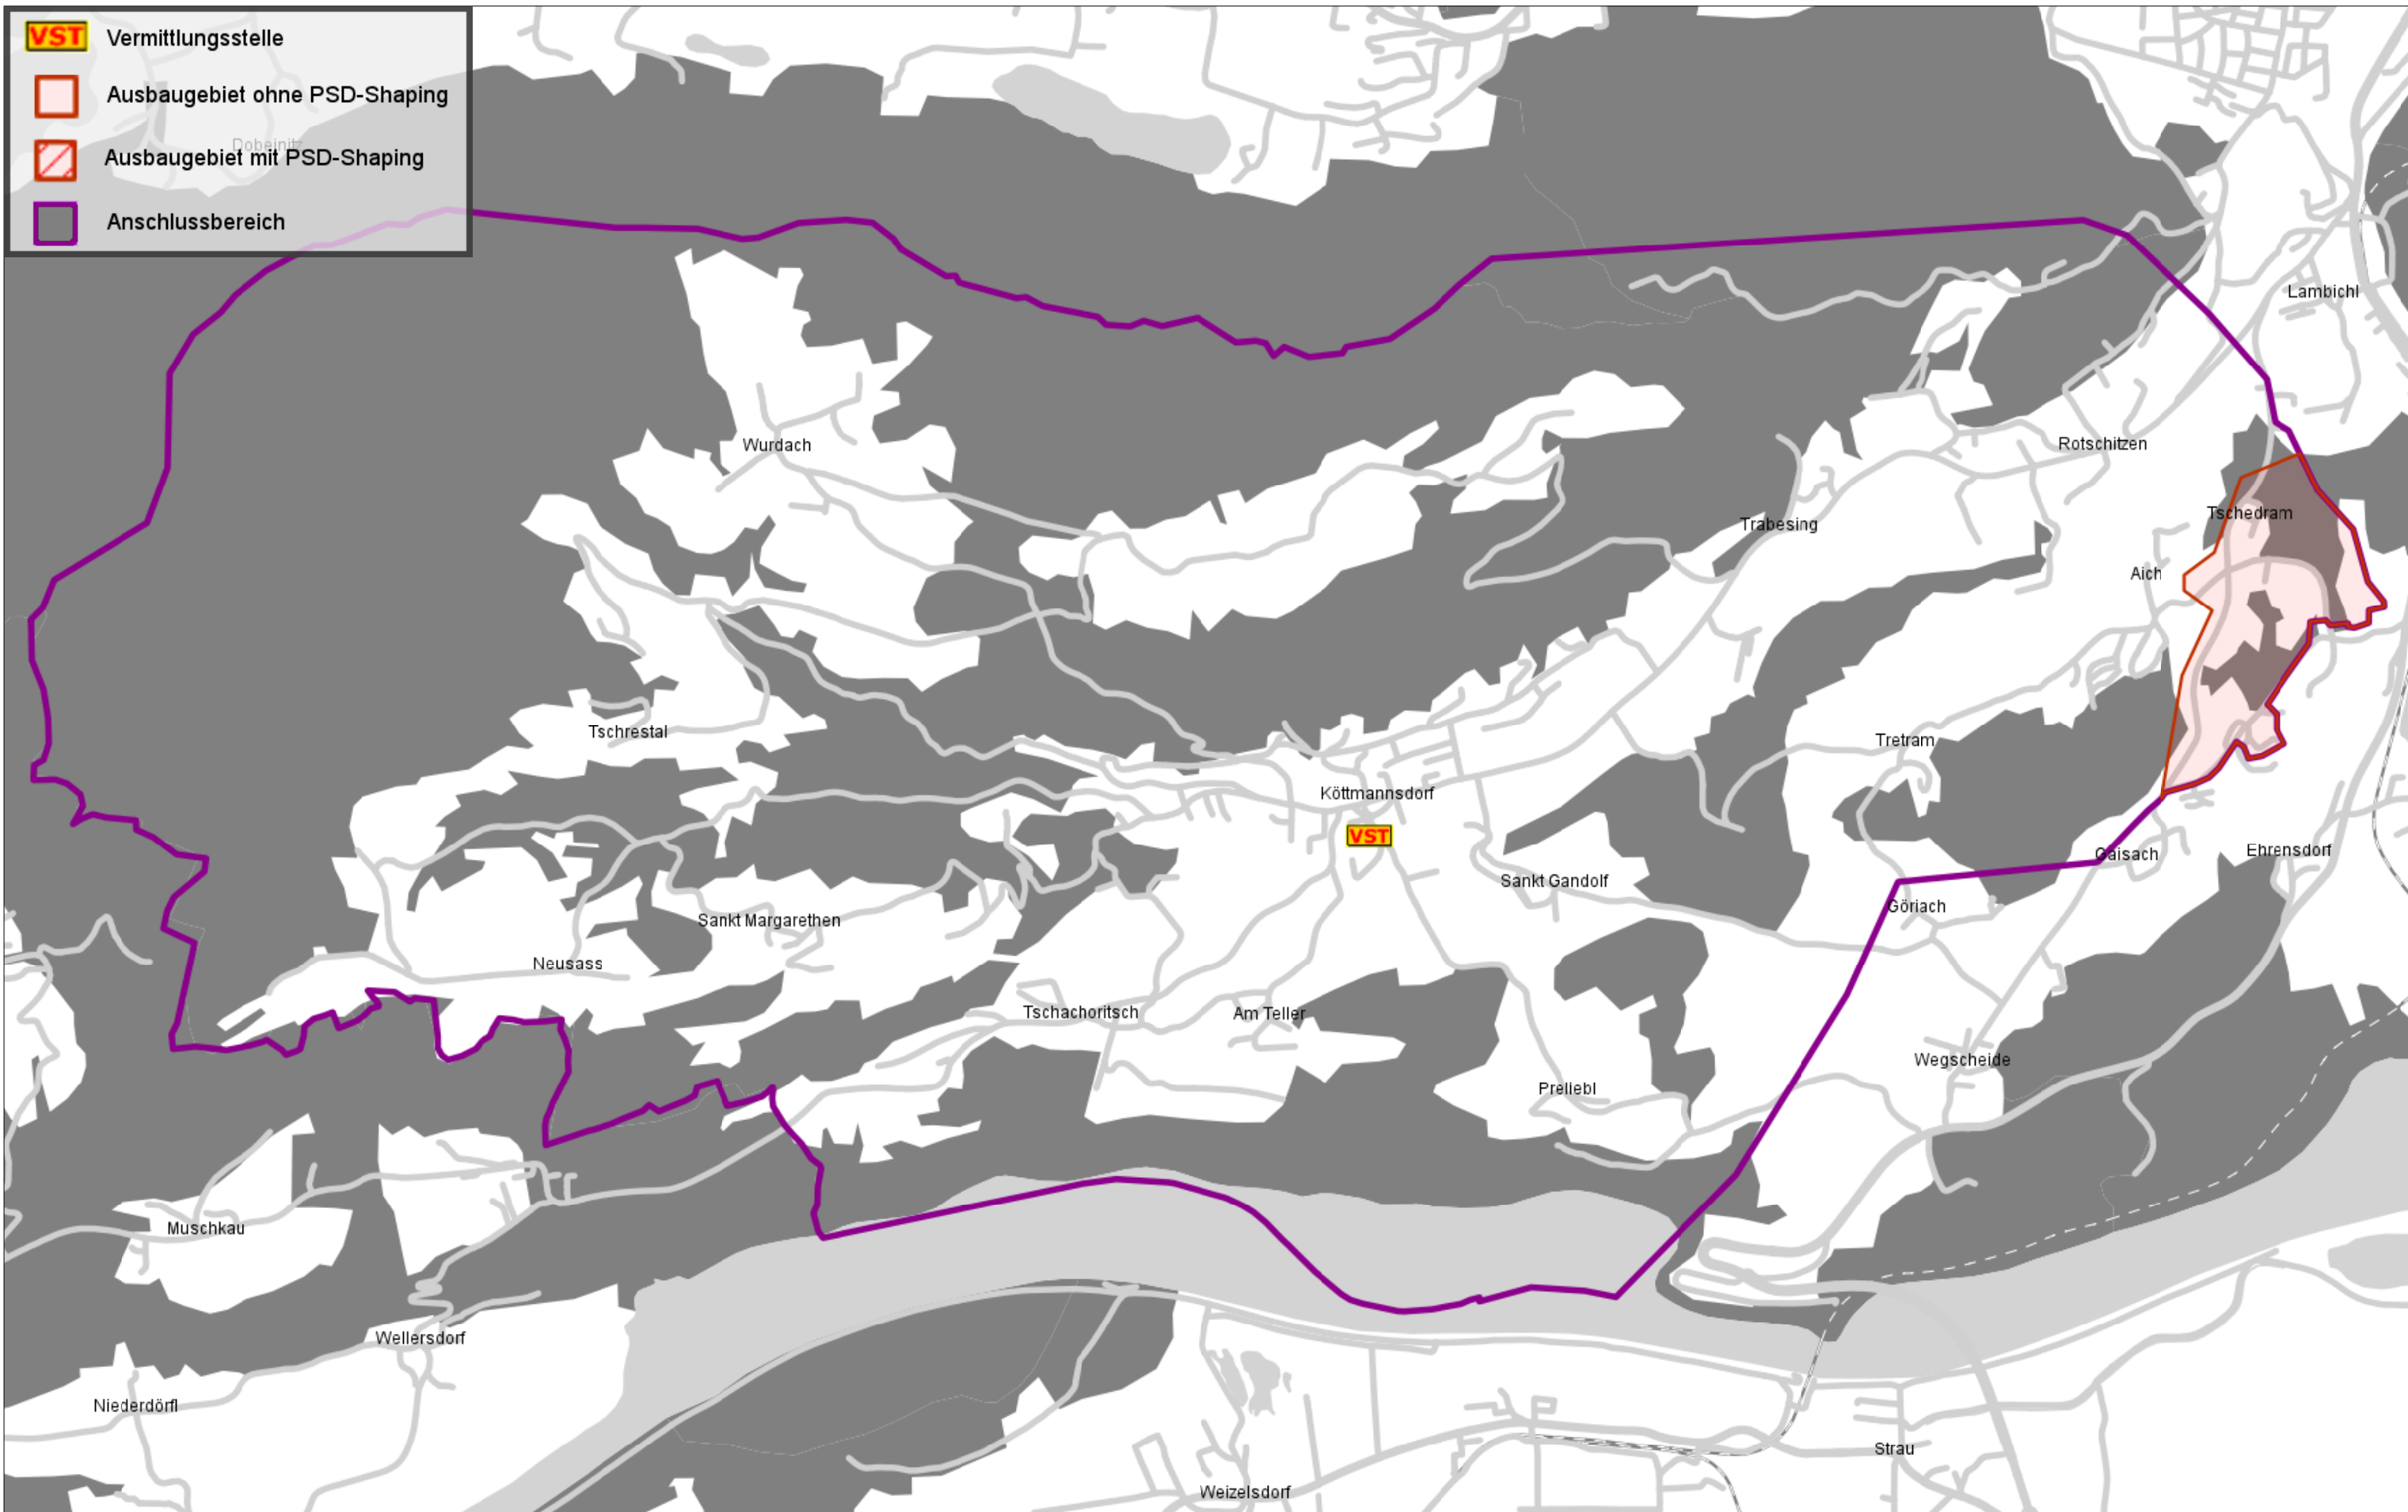 VST Vermittlungsstelle
Ausbaugebiet ohne PSD-Shaping
Dobeinitz
Ausbaugebiet mit PSD-Shaping
Anschlussbereich
Lambichl
Wurdach
Rotschitzen
Tschedram
Trabesing
Aich
Tschrestal
Tretram
Köttmannsdorf
VST
Gaisach
Ehrensdorf
Sankt Gandolf
Göriach
Sankt Margarethen
Neusass
Tschachoritsch
Am Teller
Wegscheide
Preliebl
Muschkau
Wellersdorf
Niederdörfl
Strau
Weizelsdorf